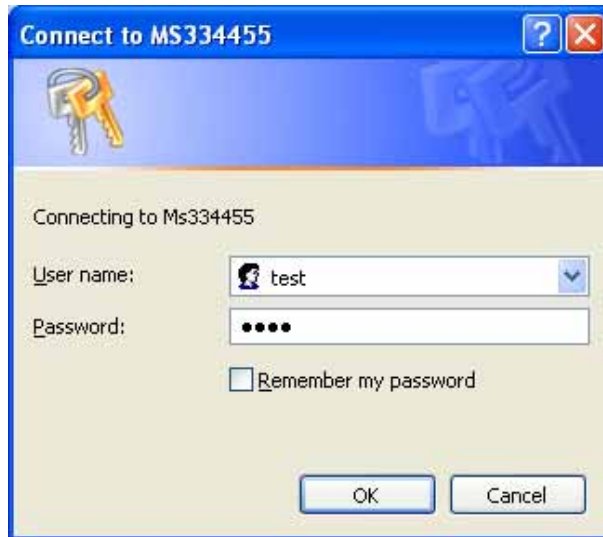 Connect to MS334455
?
Connecting to Ms334455
User name: test
Password: ••••
Remember my password
OK Cancel